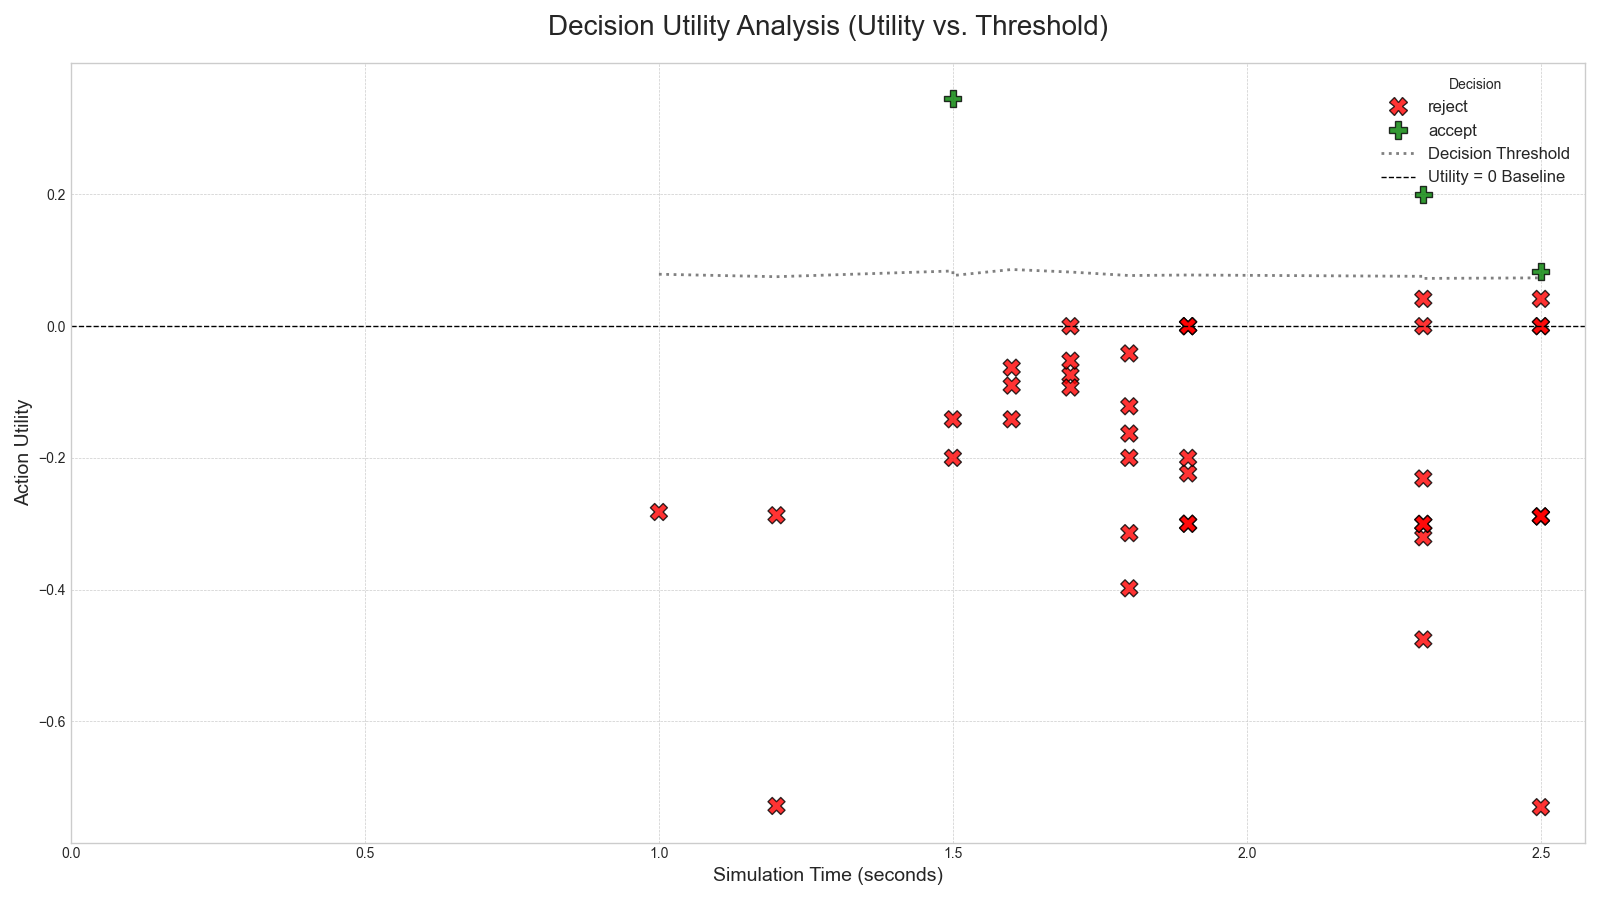 Decision Utility Analysis (Utility vs. Threshold)
Decision
reject
accept
Decision Threshold
Utility = 0 Baseline
Action Utility
0.2
0.0
−0.2
−0.4
−0.6
0.0
0.5
1.0
1.5
2.0
2.5
Simulation Time (seconds)